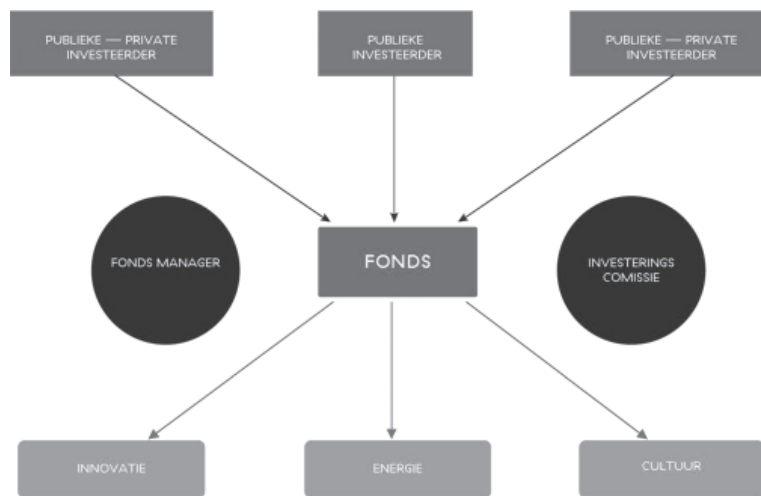 PUBLIEKE — PRIVATE
INVESTEERDER
PUBLIEKE
INVESTEERDER
PUBLIEKE — PRIVATE
INVESTEERDER
FONDS MANAGER
FONDS
INVESTERINGS
COMISSIE
INNOVATIE
ENERGIE
CULTUUR